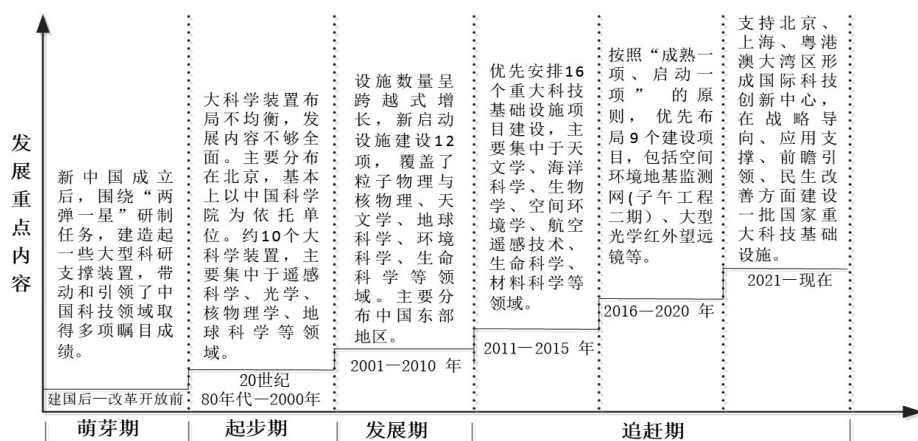 发展重点内容
新中国成立
后，围绕“两
弹一星”研制
任务，建造起
一些大型科研
支撑装置，带
动和引领了中
国科技领域取
得多项瞩目成
绩。
建国后—改革开放前
萌芽期
大科学装置布
局不均衡，发
展内容不够全
面。主要分布
在北京，基本
上以中国科学
院为依托单
位。约10个大
科学装置，主
要集中于遥感
科学、光学、
核物理学、地
球科学等领
域。
20世纪
80年代—2000年
起步期
设施数量呈
跨越式增
长，新启动
设施建设12
项，覆盖了
粒子物理与
核物理、天
文学、地球
科学、环境
科学、生命
科学等领
域。主要分
布中国东部
地区。
2001—2010 年
发展期
优先安排16
个重大科技
基础设施项
目建设，主
要集中于天
文学、海洋
科学、生物
学、空间环
境学、航空
遥感技术、
生命科学、
材料科学等
领域。
2011—2015 年
按照“成熟一
项、启动一
项”的原
则，优先布
局9个建设项
目，包括空间
环境地基监测
网(子午工程
二期）、大型
光学红外望远
镜等。
2016—2020 年
支持北京、
上海、粤港
澳大湾区形
成国际科技
创新中心，
在战略导
向、应用支
撑、前瞻引
领、民生改
善方面建设
一批国家重
大科技基础
设施。
2021—现在
追赶期